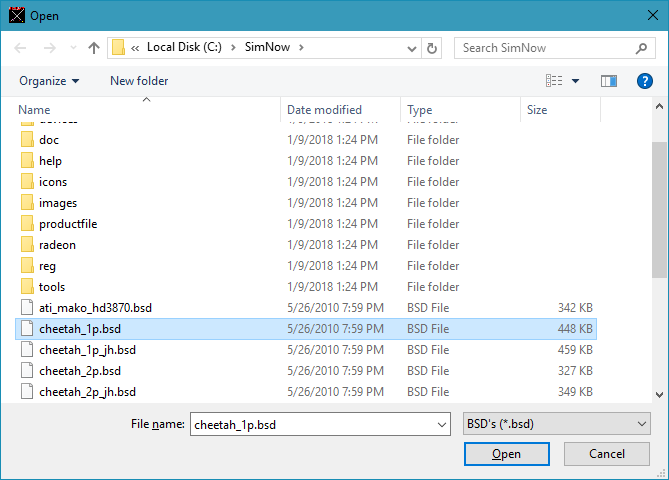 Open
« Local Disk (C:) > SimNow > Search SimNow
Organize New folder
Name Date modified Type Size
doc 1/9/2018 1:24 PM File folder
help 1/9/2018 1:24 PM File folder
icons 1/9/2018 1:24 PM File folder
images 1/9/2018 1:24 PM File folder
productfile 1/9/2018 1:24 PM File folder
radeon 1/9/2018 1:24 PM File folder
reg 1/9/2018 1:24 PM File folder
tools 1/9/2018 1:24 PM File folder
ati_mako_hd3870.bsd 5/26/2010 7:59 PM BSD File 342 KB
cheetah_1p.bsd 5/26/2010 7:59 PM BSD File 448 KB
cheetah_1p_jh.bsd 5/26/2010 7:59 PM BSD File 459 KB
cheetah_2p.bsd 5/26/2010 7:59 PM BSD File 327 KB
cheetah_2p_jh.bsd 5/26/2010 7:59 PM BSD File 349 KB
File name: cheetah_1p.bsd BSD's (*.bsd)
Open Cancel